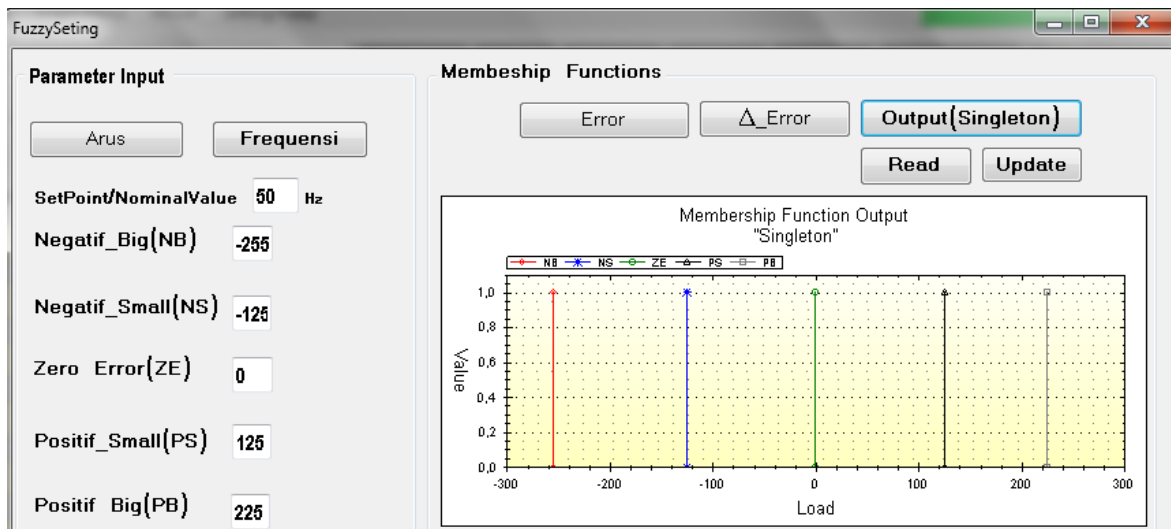 FuzzySeting
Parameter Input
Arus
Frequensi
SetPoint/NominalValue 50 Hz
Negatif_Big(NB) -255
Negatif_Small(NS) -125
Zero Error(ZE) 0
Positif_Small(PS) 125
Positif Big(PB) 225
Membeship Functions
Error
Δ_Error
Output(Singleton)
Read
Update
Membership Function Output
"Singleton"
NB NS ZE PS PB
1,0
0,8
0,6
0,4
0,2
0,0
Value
-300 -200 -100 0 100 200 300
Load